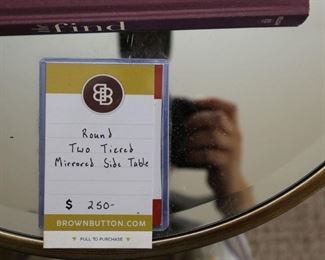 find
BB
Round
Two Tiered
Mirrored Side Table
$ 250-
BROWNBUTTON.COM
PULL TO PURCHASE